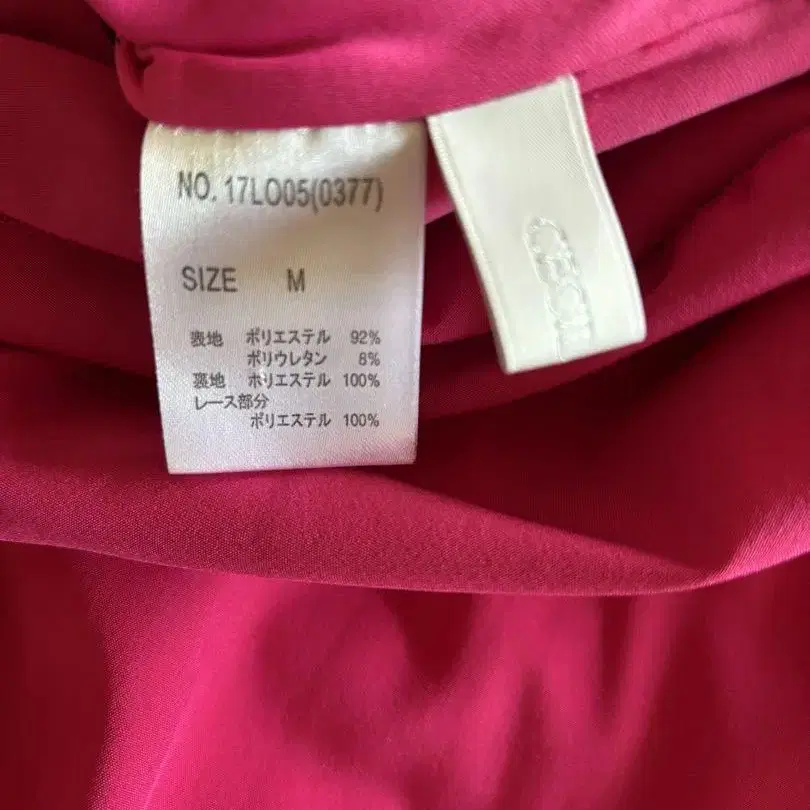 NO. 17LO05(0377)
SIZE M
表地 ポリエステル 92%
ポリウレタン 8%
裏地 ポリエステル 100%
レース部分
ポリエステル 100%